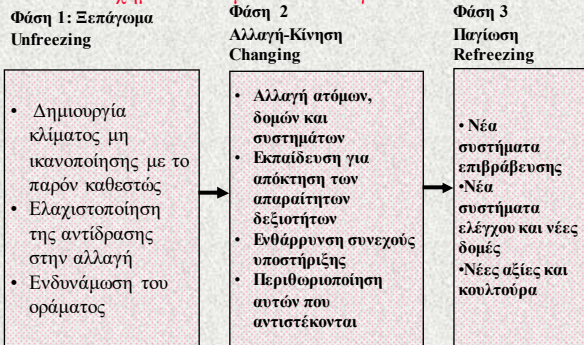 Φάση 1: Ξεπάγωμα
Unfreezing
Φάση 2
Αλλαγή-Κίνηση
Changing
Φάση 3
Παγίωση
Refreezing
• Δημιουργία
κλίματος μη
ικανοποίησης με το
παρόν καθεστώς
• Ελαχιστοποίηση
της αντίδρασης
στην αλλαγή
• Ενδυνάμωση του
οράματος
• Αλλαγή ατόμων,
δομών και
συστημάτων
• Εκπαίδευση για
απόκτηση των
απαραίτητων
δεξιοτήτων
• Ενθάρρυνση συνεχούς
υποστήριξης
• Περιθωριοποίηση
αυτών που
αντιστέκονται
• Νέα
συστήματα
επιβράβευσης
•Νέα
συστήματα
ελέγχου και νέες
δομές
•Νέες αξίες και
κουλτούρα